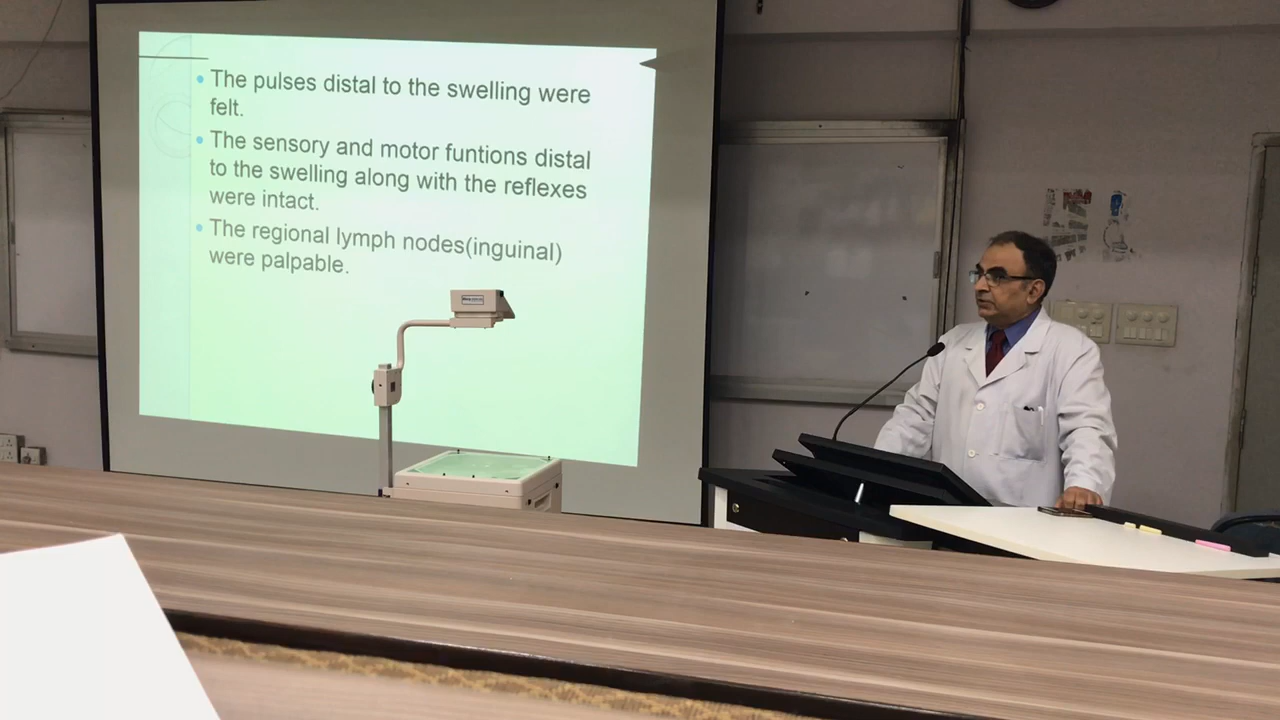 The pulses distal to the swelling were
felt.
The sensory and motor funtions distal
to the swelling along with the reflexes
were intact.
The regional lymph nodes(inguinal)
were palpable.